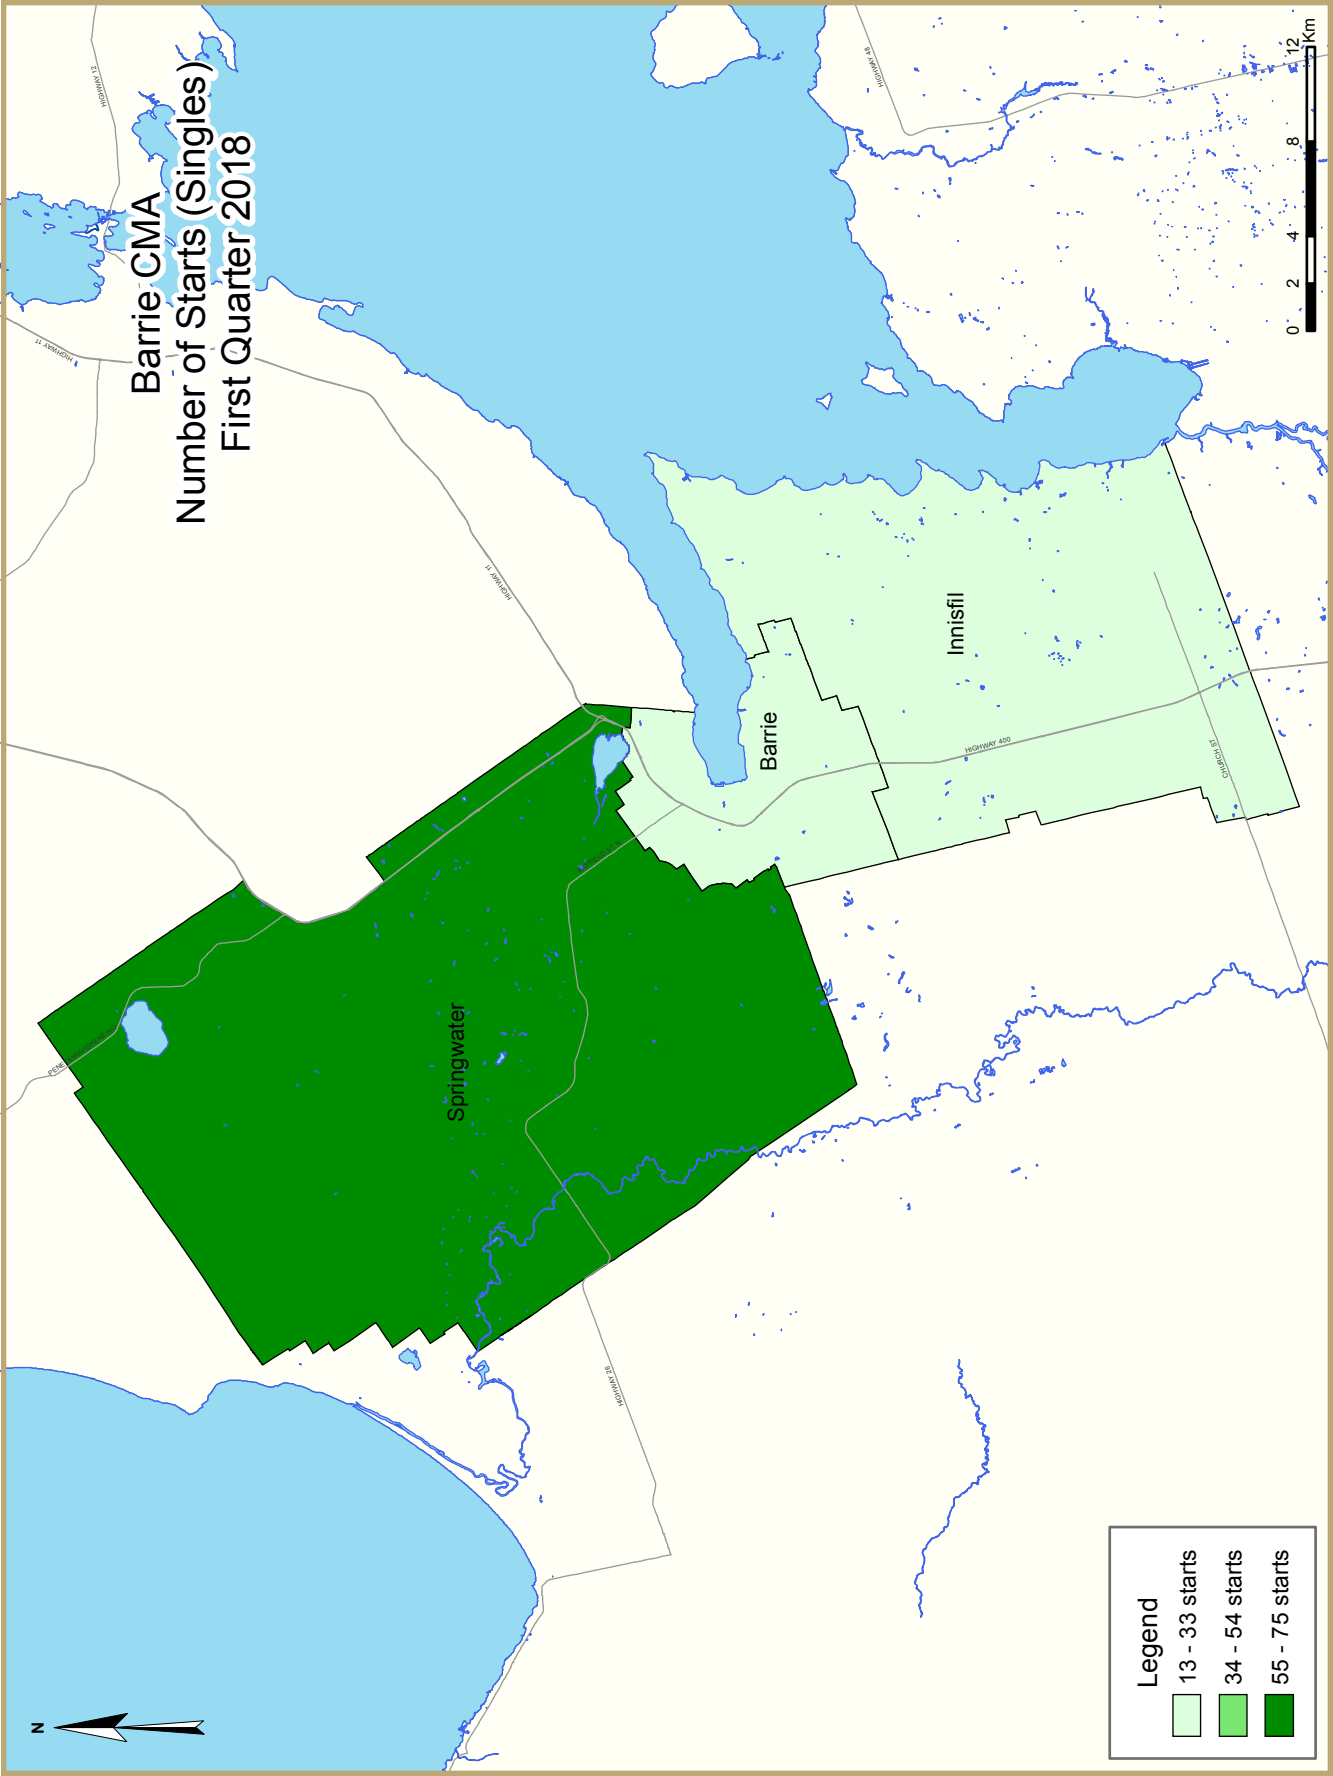 Barrie CMA
Number of Starts (Singles)
First Quarter 2018
N
HIGHWAY 12
HIGHWAY 11
HIGHWAY 48
HIGHWAY 11
Springwater
Barrie
Innisfil
HIGHWAY 400
CHURCH ST
HIGHWAY 26
Legend
13 - 33 starts
34 - 54 starts
55 - 75 starts
0 2 4 8 12
Km